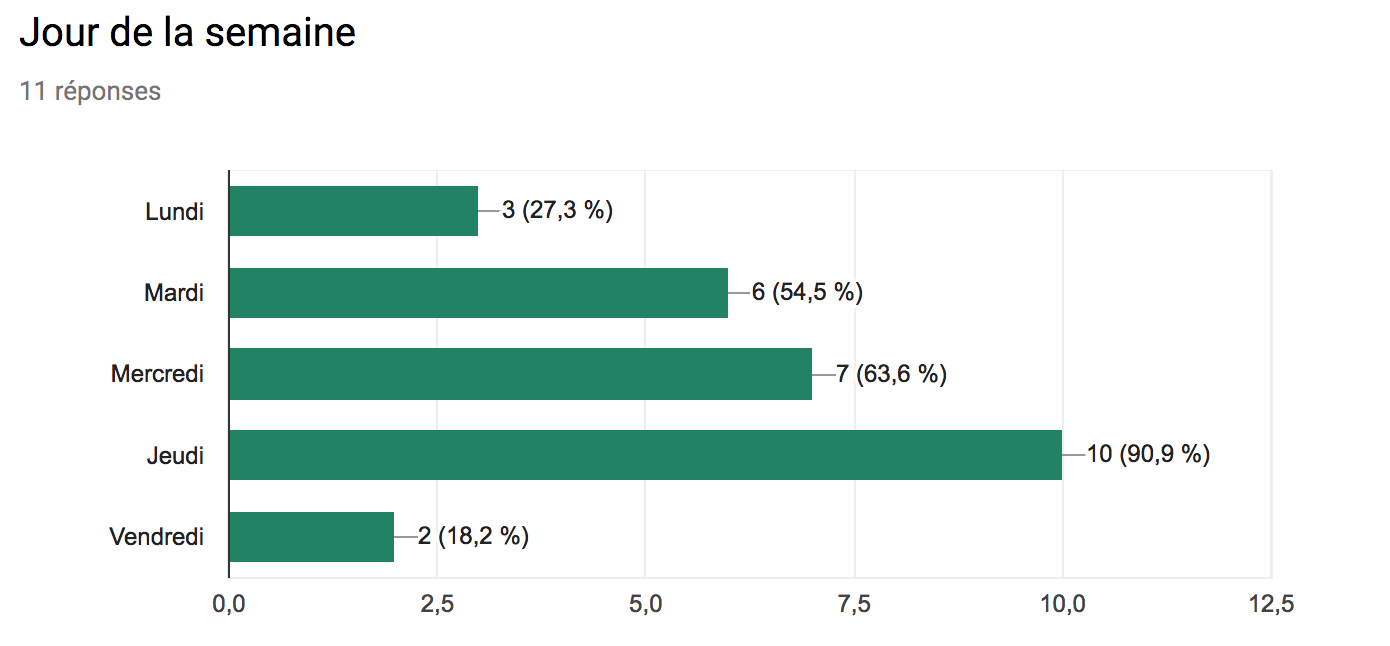 Jour de la semaine
11 réponses
Lundi 3 (27,3 %)
Mardi 6 (54,5 %)
Mercredi 7 (63,6 %)
Jeudi 10 (90,9 %)
Vendredi 2 (18,2 %)
0,0 2,5 5,0 7,5 10,0 12,5